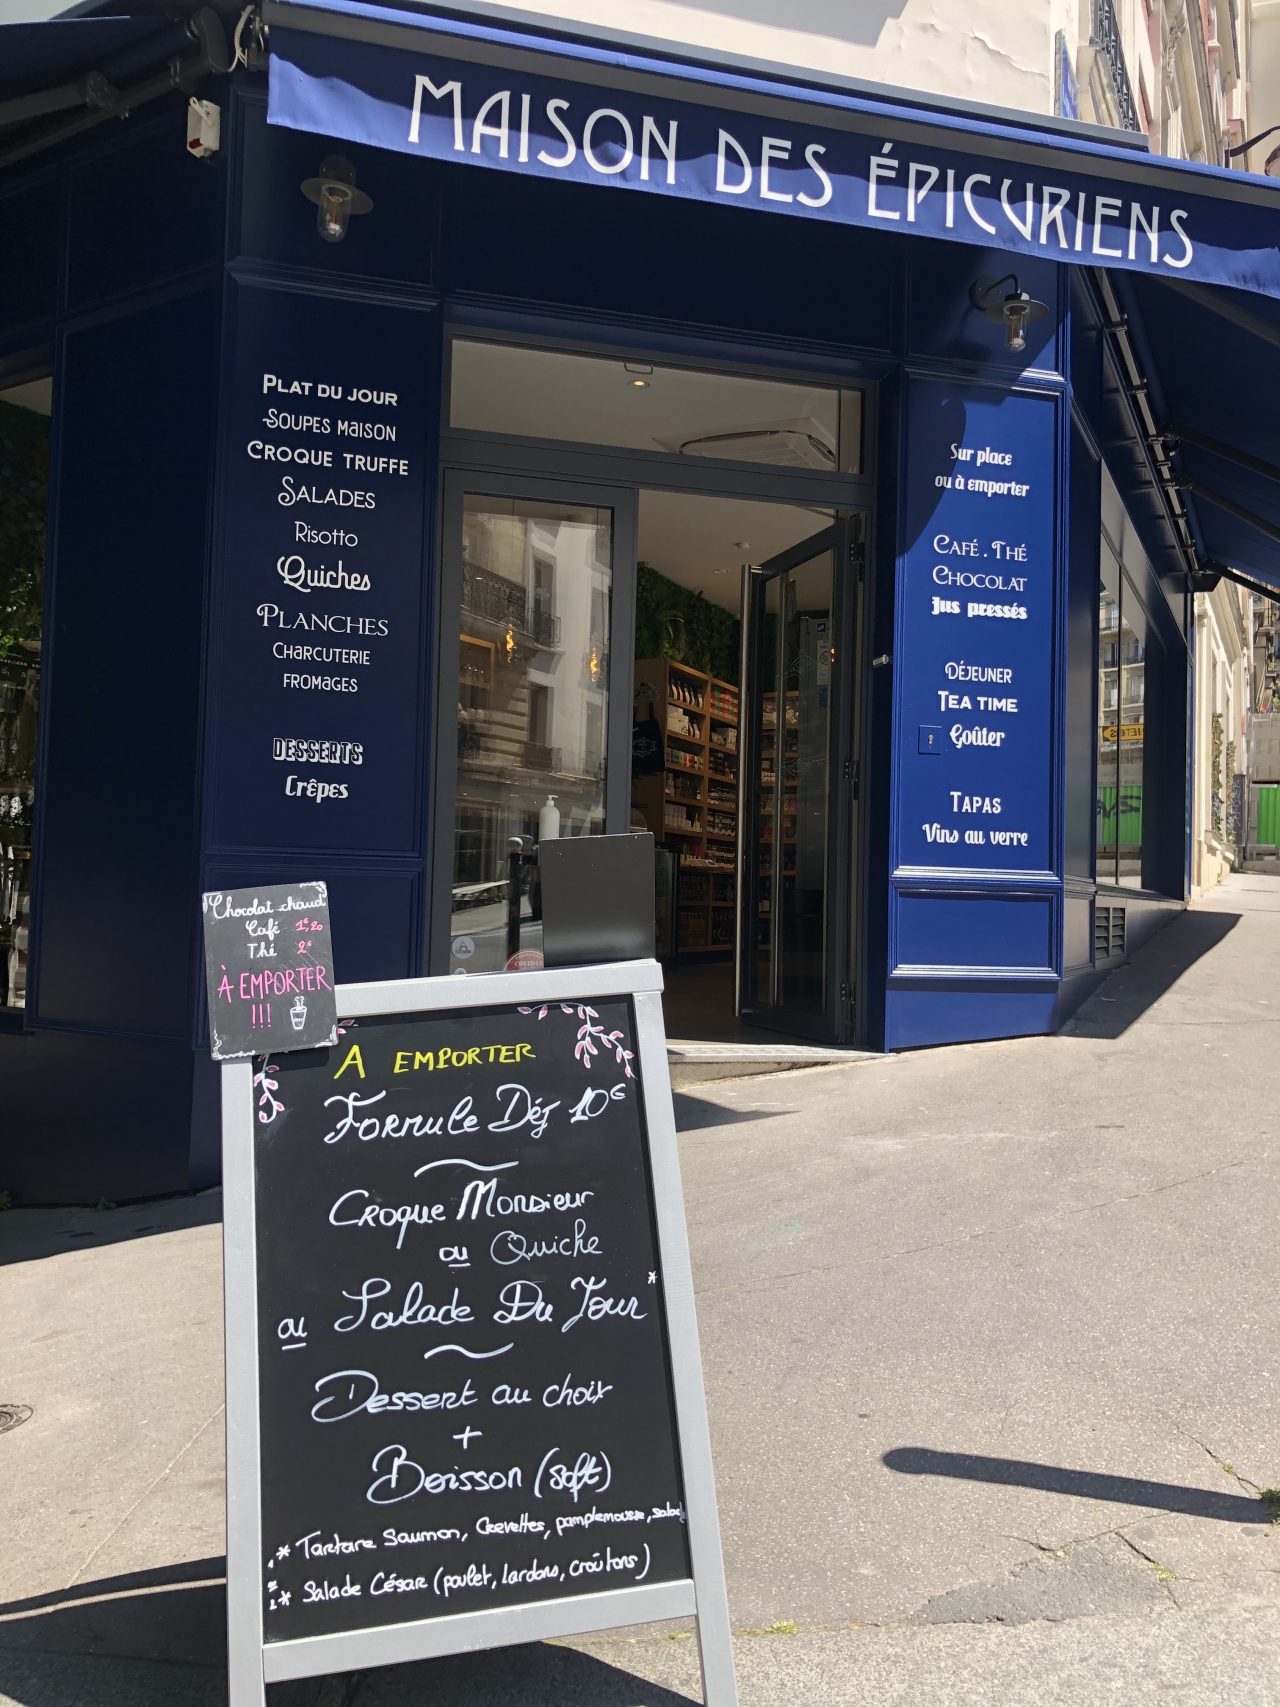 MAISON DES ÉPICURIENS
PLAT DU JOUR
SOUPES MAISON
CROQUE TRUFFE
SALADES
Risotto
Quiches
PLANCHES
CHARCUTERIE
FROMAGES
DESSERTS
Crêpes
Sur place
ou à emporter
CAFÉ . THÉ
CHOCOLAT
Jus pressés
DÉJEUNER
TEA TIME
Goûter
TAPAS
Vins au verre
Chocolat chaud
Café 1€,20
Thé 2€
À EMPORTER
!!!
A EMPORTER
FORMULE Déj 10€
CROQUE MONSIEUR
ou Quiche
ou Salade Du Jour*
Dessert au choix
+
Boisson (soft)
1* Tartare Saumon, Crevettes, pamplemousse, salade
2* Salade César (poulet, lardons, croûtons)